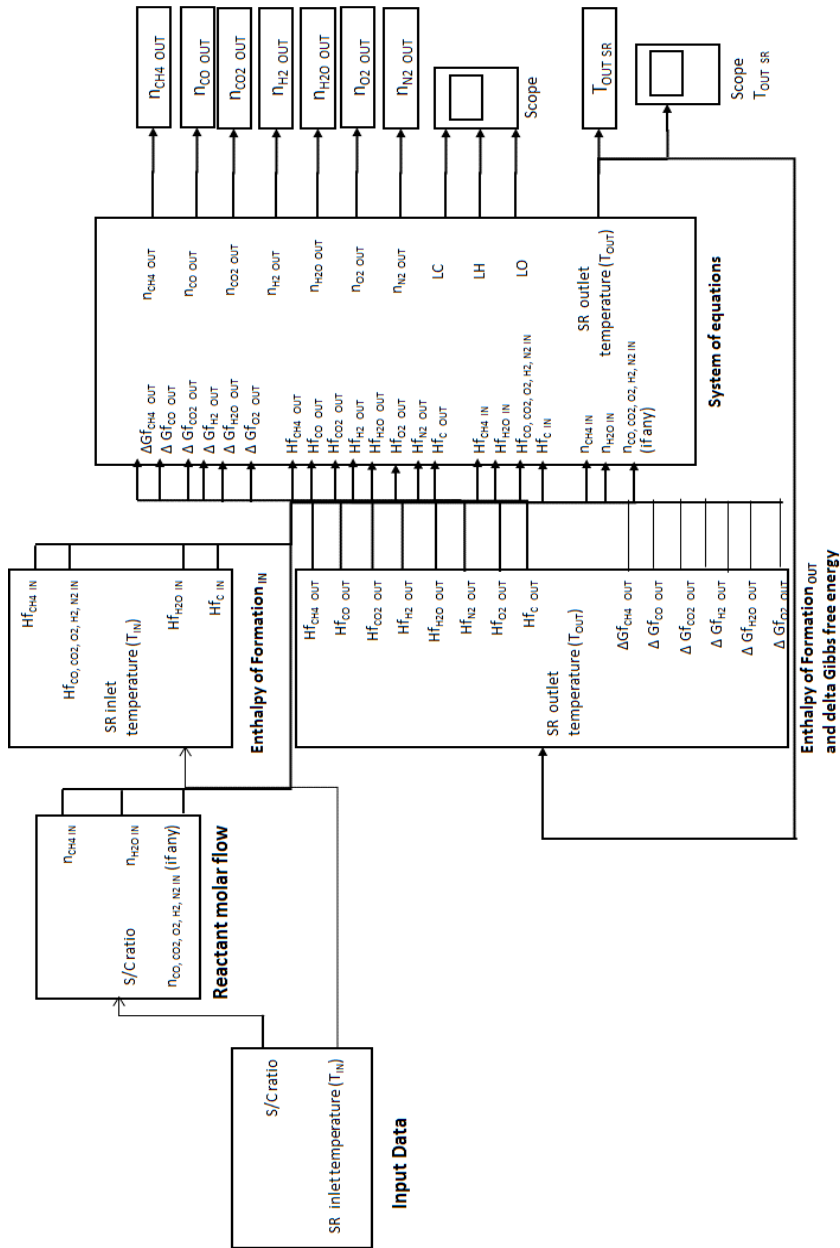 S/C ratio
SR inlet temperature (TIN)
Input Data
nCH4 IN
nH2O IN
S/C ratio
nCO, CO2, O2, H2, N2 IN (if any)
Reactant molar flow
HfCH4 IN
HfCO, CO2, O2, H2, N2 IN
SR inlet
temperature (TIN)
HfH2O IN
HfC IN
Enthalpy of Formation IN
HfCH4 OUT
HfCO OUT
HfCO2 OUT
HfH2 OUT
HfH2O OUT
HfN2 OUT
HfO2 OUT
HfC OUT
SR outlet
temperature (TOUT)
ΔGfCH4 OUT
Δ GfCO OUT
Δ GfCO2 OUT
Δ GfH2 OUT
Δ GfH2O OUT
Δ GfO2 OUT
Enthalpy of Formation OUT
and delta Gibbs free energy
ΔGfCH4 OUT
Δ GfCO OUT
Δ GfCO2 OUT
Δ GfH2 OUT
Δ GfH2O OUT
Δ GfO2 OUT
HfCH4 OUT
HfCO OUT
HfCO2 OUT
HfH2 OUT
HfH2O OUT
HfO2 OUT
HfN2 OUT
HfC OUT
HfCH4 IN
HfH2O IN
HfCO, CO2, O2, H2, N2 IN
HfC IN
nCH4 IN
nH2O IN
nCO, CO2, O2, H2, N2 IN
(if any)
nCH4 OUT
nCO OUT
nCO2 OUT
nH2 OUT
nH2O OUT
nO2 OUT
nN2 OUT
LC
LH
LO
SR outlet
temperature (TOUT)
System of equations
nCH4 OUT
nCO OUT
nCO2 OUT
nH2 OUT
nH2O OUT
nO2 OUT
nN2 OUT
Scope
TOUT SR
Scope
TOUT SR